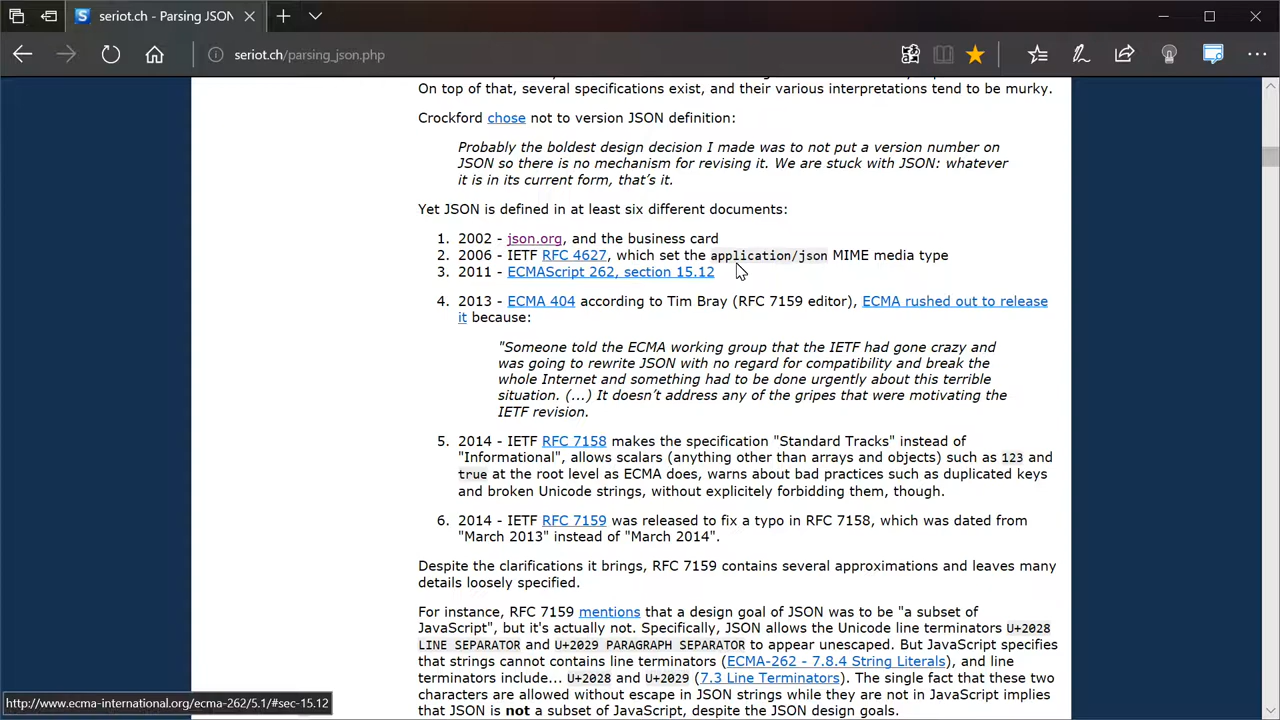 seriot.ch - Parsing JSON
seriot.ch/parsing_json.php
On top of that, several specifications exist, and their various interpretations tend to be murky.
Crockford chose not to version JSON definition:
Probably the boldest design decision I made was to not put a version number on
JSON so there is no mechanism for revising it. We are stuck with JSON: whatever
it is in its current form, that’s it.
Yet JSON is defined in at least six different documents:
1. 2002 - json.org, and the business card
2. 2006 - IETF RFC 4627, which set the application/json MIME media type
3. 2011 - ECMAScript 262, section 15.12
4. 2013 - ECMA 404 according to Tim Bray (RFC 7159 editor), ECMA rushed out to release
it because:
"Someone told the ECMA working group that the IETF had gone crazy and
was going to rewrite JSON with no regard for compatibility and break the
whole Internet and something had to be done urgently about this terrible
situation. (...) It doesn’t address any of the gripes that were motivating the
IETF revision.
5. 2014 - IETF RFC 7158 makes the specification "Standard Tracks" instead of
"Informational", allows scalars (anything other than arrays and objects) such as 123 and
true at the root level as ECMA does, warns about bad practices such as duplicated keys
and broken Unicode strings, without explicitely forbidding them, though.
6. 2014 - IETF RFC 7159 was released to fix a typo in RFC 7158, which was dated from
"March 2013" instead of "March 2014".
Despite the clarifications it brings, RFC 7159 contains several approximations and leaves many
details loosely specified.
For instance, RFC 7159 mentions that a design goal of JSON was to be "a subset of
JavaScript", but it's actually not. Specifically, JSON allows the Unicode line terminators U+2028
LINE SEPARATOR and U+2029 PARAGRAPH SEPARATOR to appear unescaped. But JavaScript specifies
that strings cannot contains line terminators (ECMA-262 - 7.8.4 String Literals), and line
terminators include... U+2028 and U+2029 (7.3 Line Terminators). The single fact that these two
characters are allowed without escape in JSON strings while they are not in JavaScript implies
that JSON is not a subset of JavaScript, despite the JSON design goals.
http://www.ecma-international.org/ecma-262/5.1/#sec-15.12